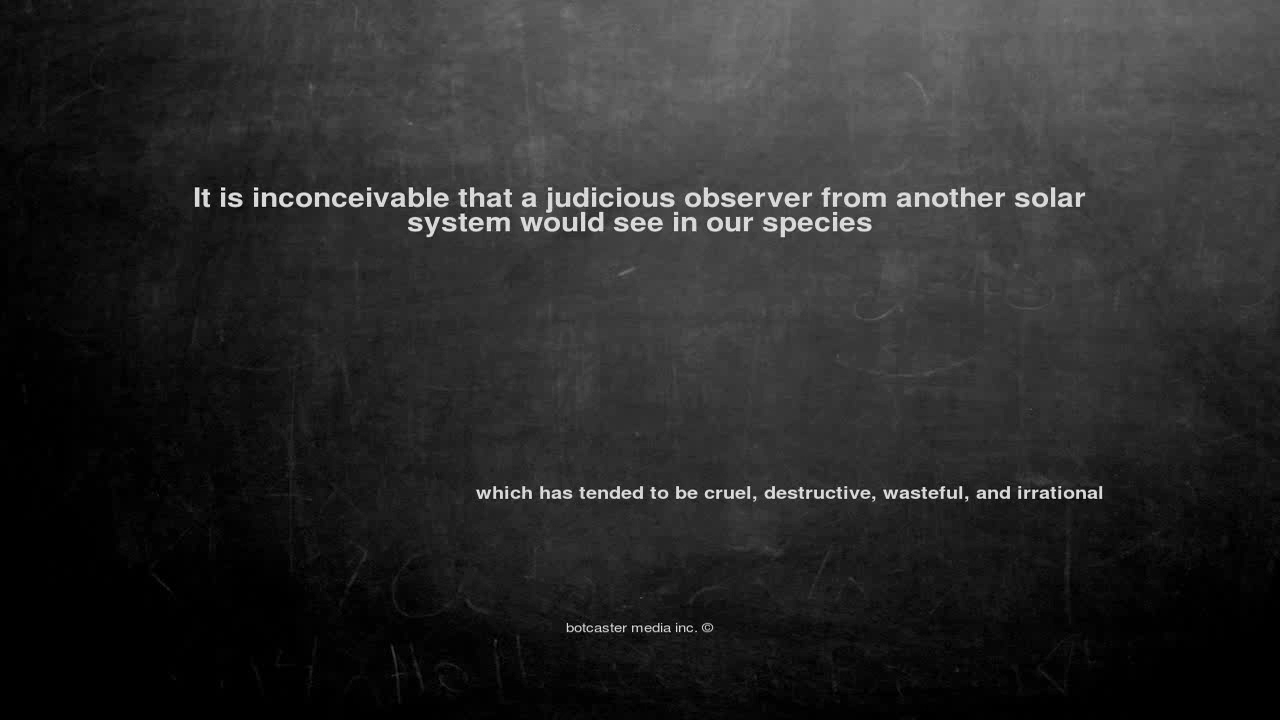 It is inconceivable that a judicious observer from another solar
system would see in our species
which has tended to be cruel, destructive, wasteful, and irrational
botcaster media inc. ©